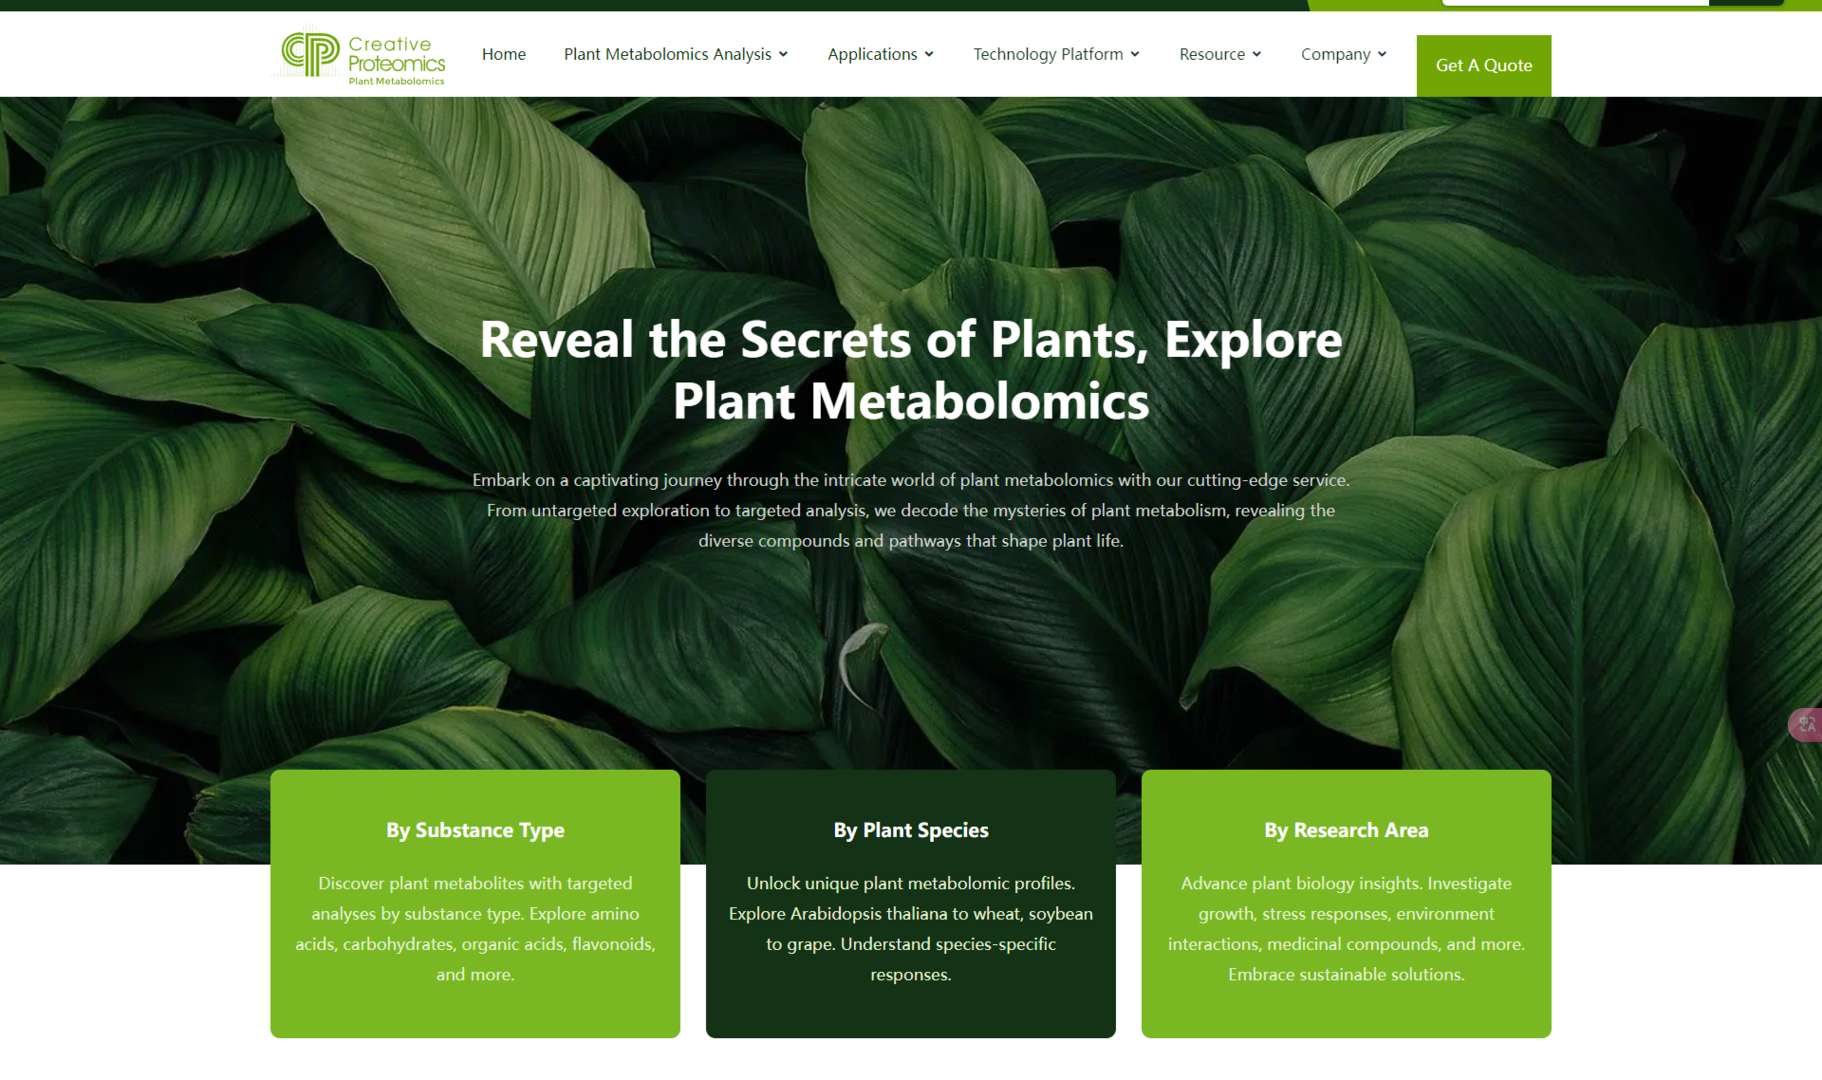 Creative
Proteomics
Plant Metabolomics
Home
Plant Metabolomics Analysis
Applications
Technology Platform
Resource
Company
Get A Quote
Reveal the Secrets of Plants, Explore
Plant Metabolomics
Embark on a captivating journey through the intricate world of plant metabolomics with our cutting-edge service.
From untargeted exploration to targeted analysis, we decode the mysteries of plant metabolism, revealing the
diverse compounds and pathways that shape plant life.
By Substance Type
Discover plant metabolites with targeted
analyses by substance type. Explore amino
acids, carbohydrates, organic acids, flavonoids,
and more.
By Plant Species
Unlock unique plant metabolomic profiles.
Explore Arabidopsis thaliana to wheat, soybean
to grape. Understand species-specific
responses.
By Research Area
Advance plant biology insights. Investigate
growth, stress responses, environment
interactions, medicinal compounds, and more.
Embrace sustainable solutions.